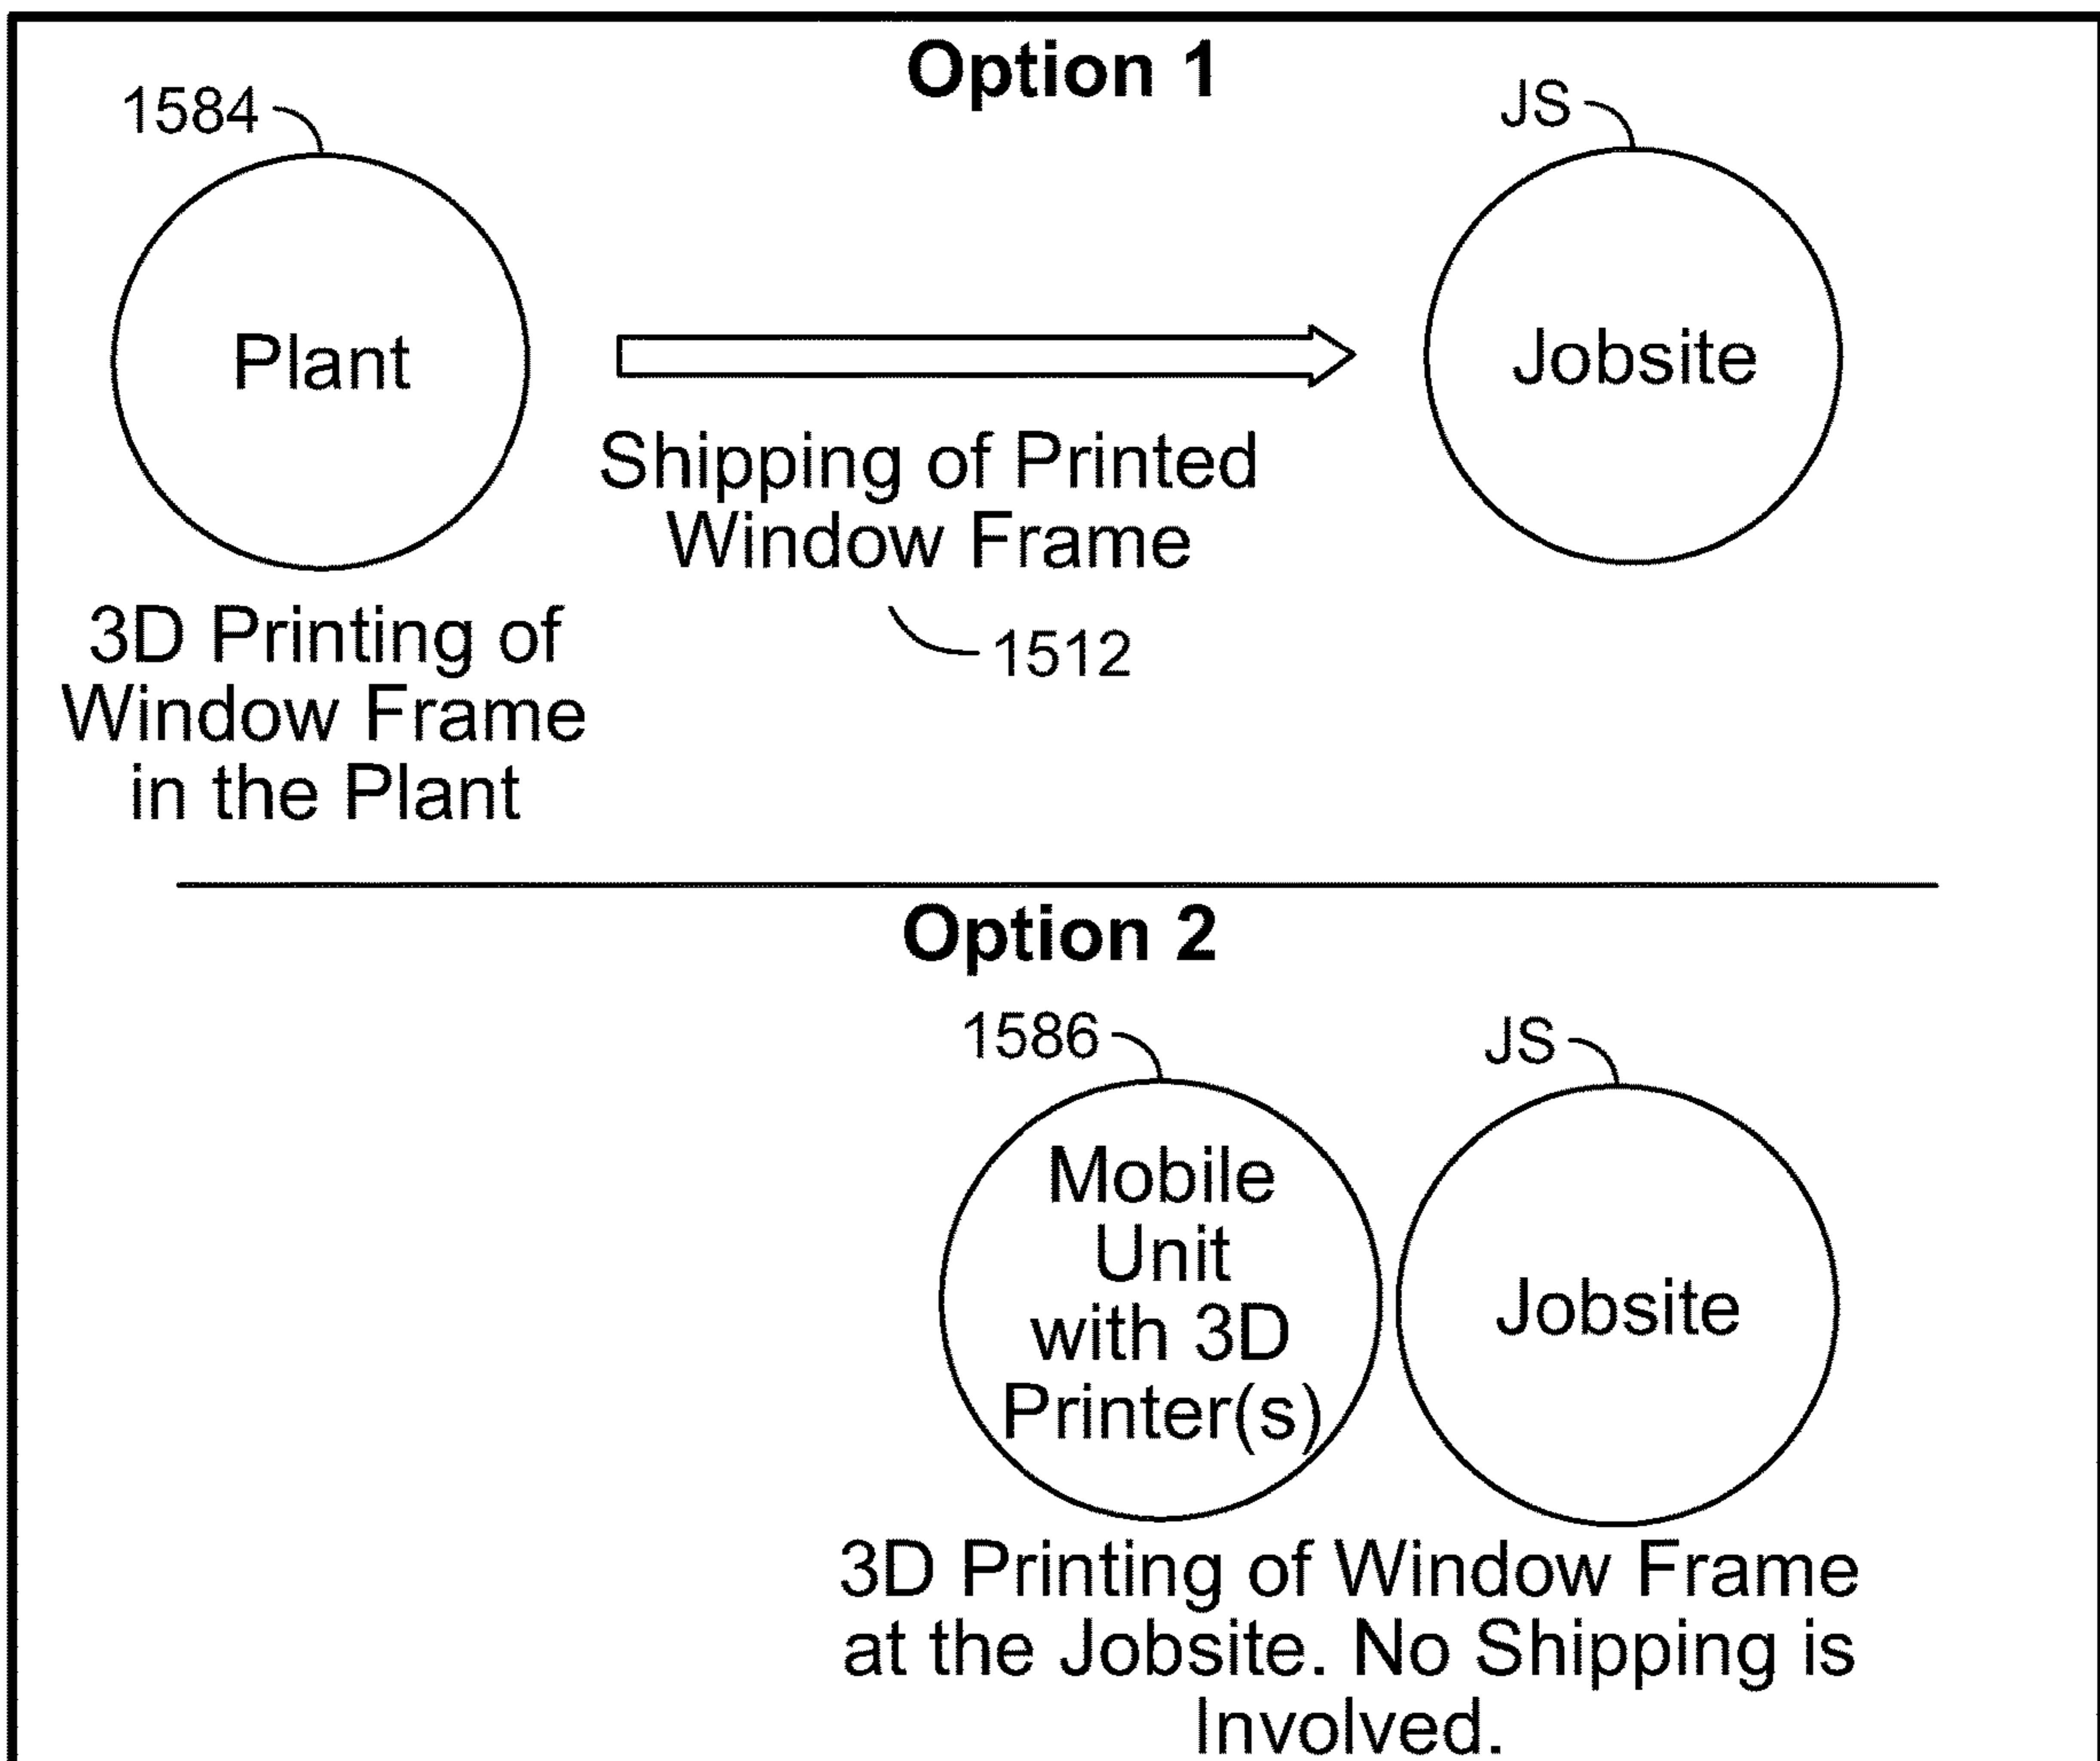 Option 1
1584
JS
Plant
Jobsite
Shipping of Printed
Window Frame
1512
3D Printing of
Window Frame
in the Plant
Option 2
1586
JS
Mobile
Unit
with 3D
Printer(s)
Jobsite
3D Printing of Window Frame
at the Jobsite. No Shipping is
Involved.